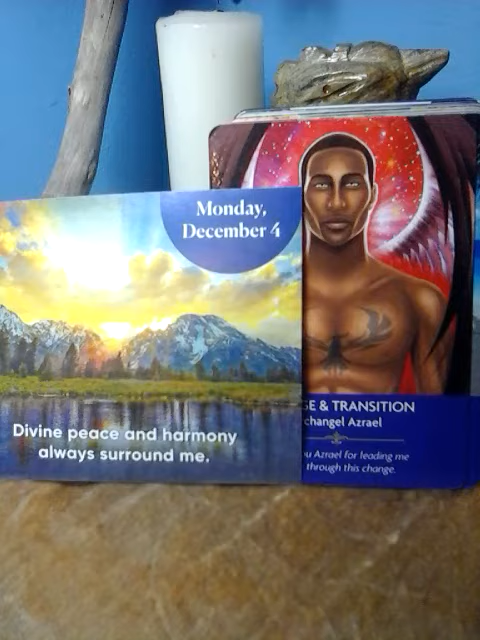 Monday,
December 4
Divine peace and harmony
always surround me.
E & TRANSITION
changel Azrael
u Azrael for leading me
through this change.